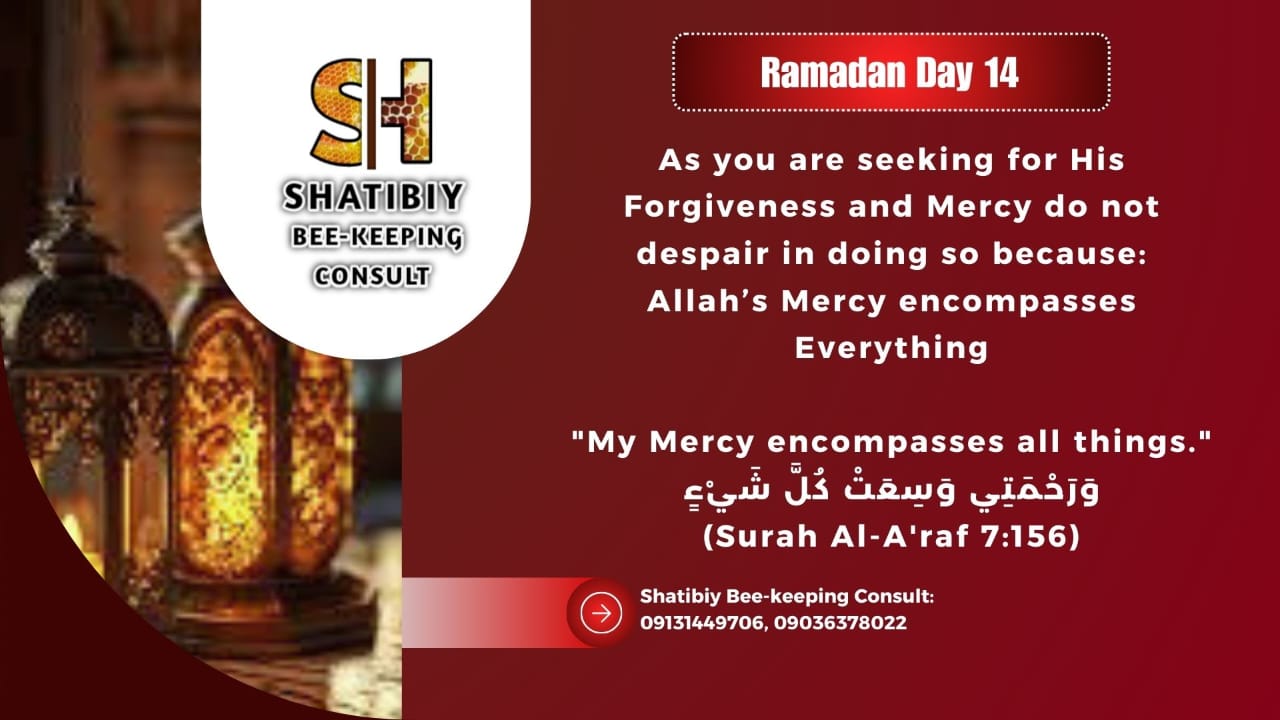 SH
SHATIBIY
BEE-KEEPING
CONSULT
Ramadan Day 14
As you are seeking for His
Forgiveness and Mercy do not
despair in doing so because:
Allah’s Mercy encompasses
Everything
"My Mercy encompasses all things."
وَرَحْمَتِي وَسِعَتْ كُلَّ شَيْءٍ
(Surah Al-A'raf 7:156)
Shatibiy Bee-keeping Consult:
09131449706, 09036378022